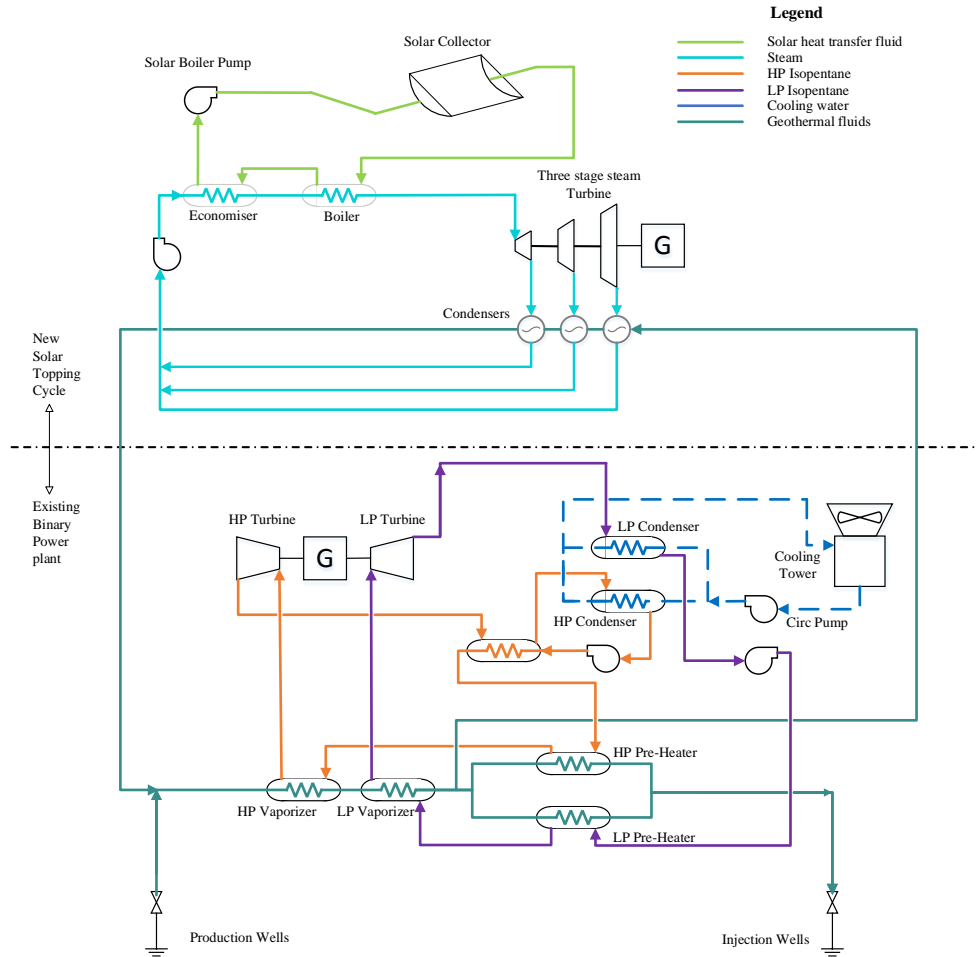 Legend
Solar heat transfer fluid
Steam
HP Isopentane
LP Isopentane
Cooling water
Geothermal fluids
Solar Collector
Solar Boiler Pump
Three stage steam
Turbine
Economiser
Boiler
G
Condensers
New
Solar
Topping
Cycle
Existing
Binary
Power
plant
HP Turbine
LP Turbine
G
LP Condenser
Cooling
Tower
HP Condenser
Circ Pump
HP Pre-Heater
HP Vaporizer
LP Vaporizer
LP Pre-Heater
Production Wells
Injection Wells